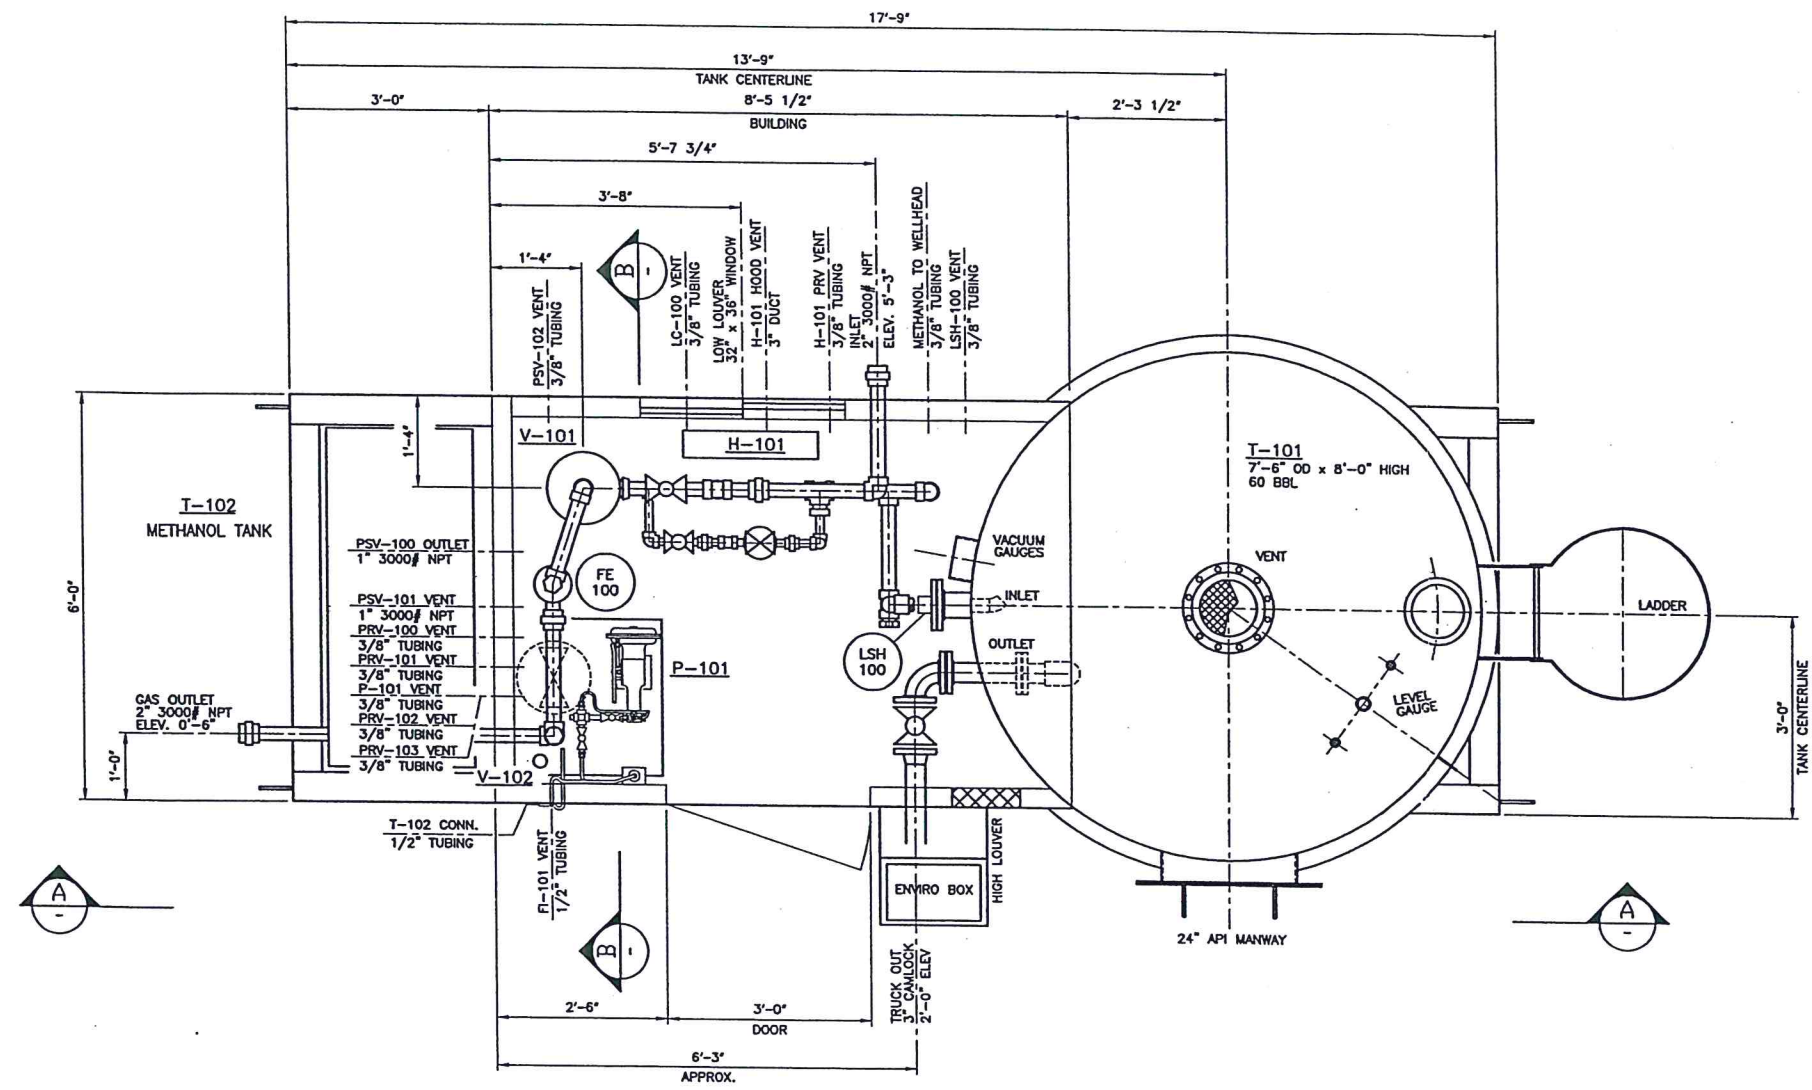 17'-9"
13'-9"
TANK CENTERLINE
3'-0"
8'-5 1/2"
BUILDING
2'-3 1/2"
5'-7 3/4"
3'-8"
1'-4"
B
-
PSV-102 VENT
3/8" TUBING
LC-100 VENT
3/8" TUBING
LOW LOUVER
32" x 36" WINDOW
H-101 HOOD VENT
3" DUCT
H-101 PRV VENT
3/8" TUBING
INLET
2" 3000# NPT
ELEV. 5'-3"
METHANOL TO WELLHEAD
3/8" TUBING
LSH-100 VENT
3/8" TUBING
1'-4"
V-101
H-101
T-101
7'-6" OD x 8'-0" HIGH
60 BBL
T-102
METHANOL TANK
6'-0"
PSV-100 OUTLET
1" 3000# NPT
PSV-101 VENT
1" 3000# NPT
PRV-100 VENT
3/8" TUBING
PRV-101 VENT
3/8" TUBING
P-101 VENT
3/8" TUBING
PRV-102 VENT
3/8" TUBING
PRV-103 VENT
3/8" TUBING
FE
100
VACUUM
GAUGES
INLET
VENT
LADDER
LSH
100
OUTLET
P-101
LEVEL
GAUGE
GAS OUTLET
2" 3000# NPT
ELEV. 0'-6"
1'-0"
V-102
3'-0"
TANK CENTERLINE
T-102 CONN.
1/2" TUBING
FI-101 VENT
1/2" TUBING
ENVIRO BOX
HIGH LOUVER
A
-
A
-
B
-
24" API MANWAY
TRUCK OUT
3" CAMLOCK
2'-0" ELEV
2'-6"
3'-0"
DOOR
6'-3"
APPROX.